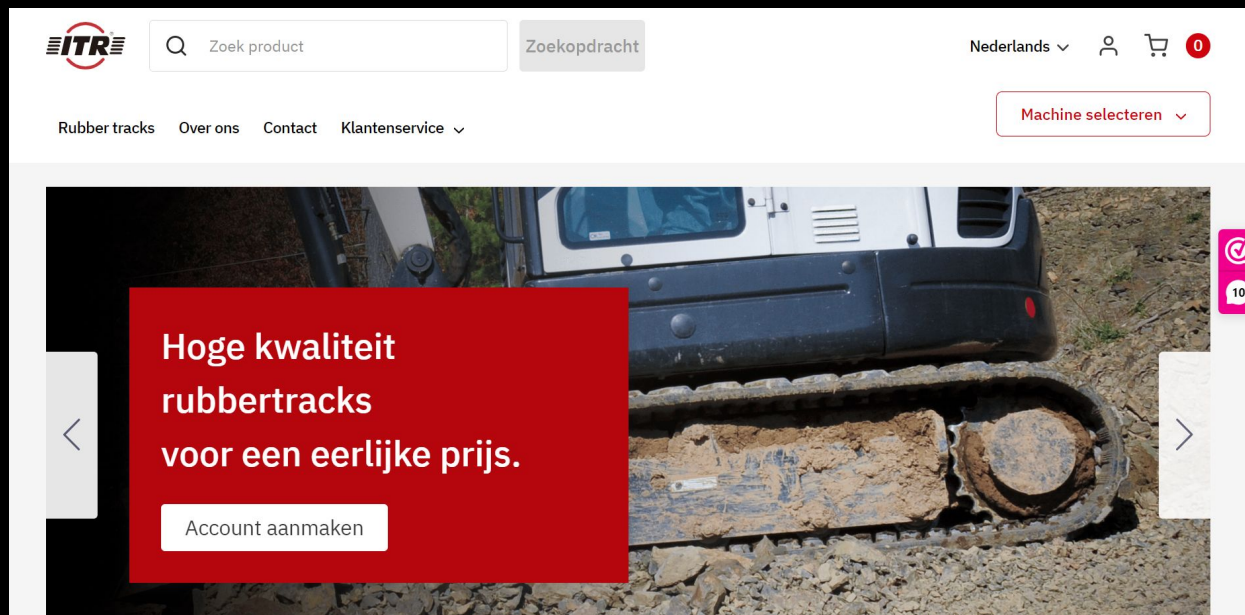 ITR
Zoek product
Zoekopdracht
Nederlands
0
Rubber tracks
Over ons
Contact
Klantenservice
Machine selecteren
Hoge kwaliteit
rubbertracks
voor een eerlijke prijs.
Account aanmaken
10